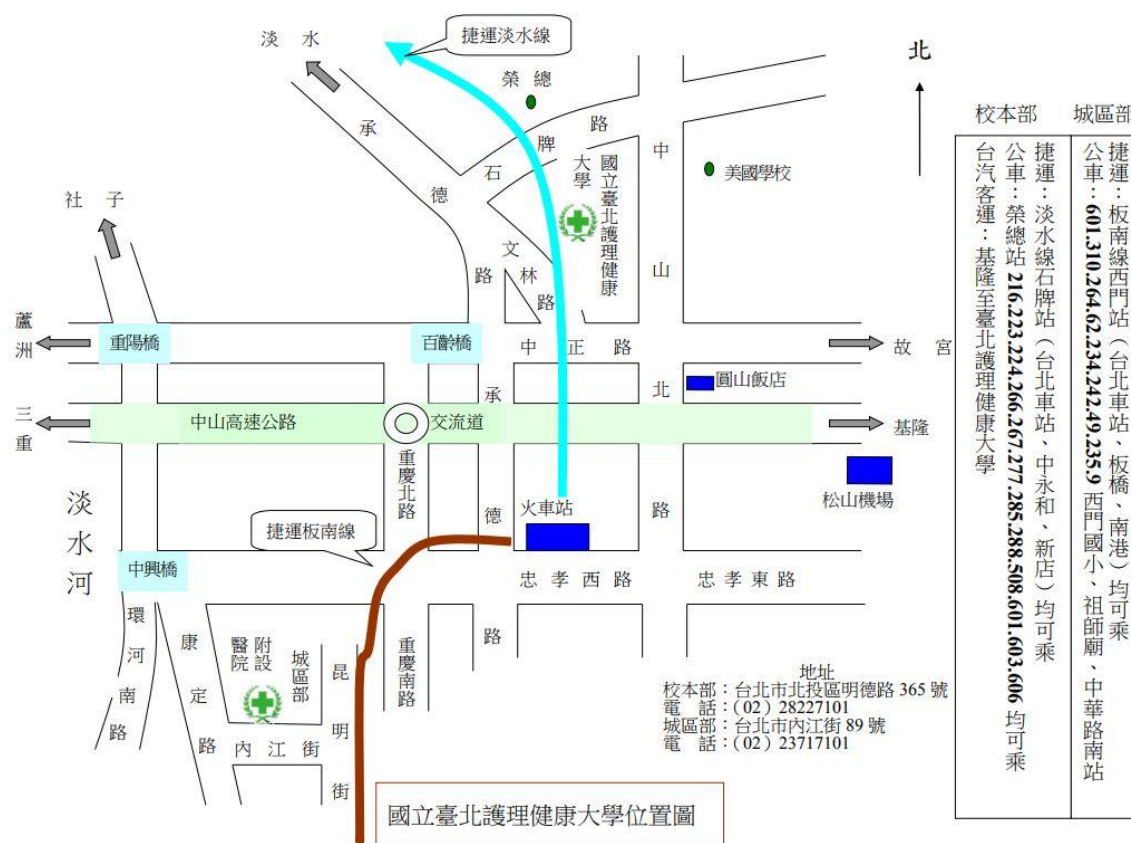 淡水
捷運淡水線
北
榮總
承德路
石牌路
中山北路
美國學校
國立臺北護理健康
大學
社子
文林路
蘆洲
重陽橋
百齡橋
中正路
故宮
圓山飯店
三重
中山高速公路
交流道
基隆
承德路
重慶北路
松山機場
火車站
淡水河
捷運板南線
中興橋
忠孝西路
忠孝東路
環河南路
康定路
附設
醫院
城區部
昆明街
重慶南路
內江街
地址
校本部：台北市北投區明德路 365 號
電 話：(02) 28227101
城區部：台北市內江街 89 號
電 話：(02) 23717101
國立臺北護理健康大學位置圖
城區部
捷運：板南線西門站（台北車站、板橋、南港）均可乘
公車：601.310.264.62.234.242.49.235.9 西門國小、祖師廟、中華路南站
校本部
捷運：淡水線石牌站（台北車站、中永和、新店）均可乘
公車：榮總站 216.223.224.266.267.277.285.288.508.601.603.606 均可乘
台汽客運：基隆至臺北護理健康大學